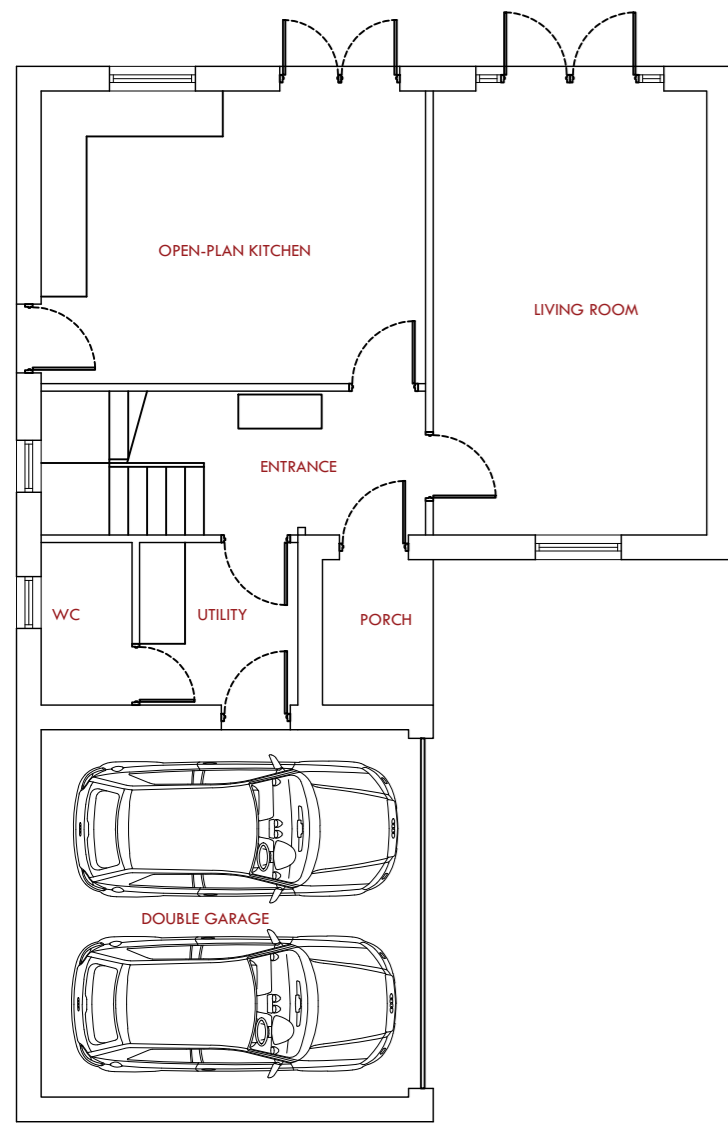 OPEN-PLAN KITCHEN
LIVING ROOM
ENTRANCE
WC
UTILITY
PORCH
DOUBLE GARAGE